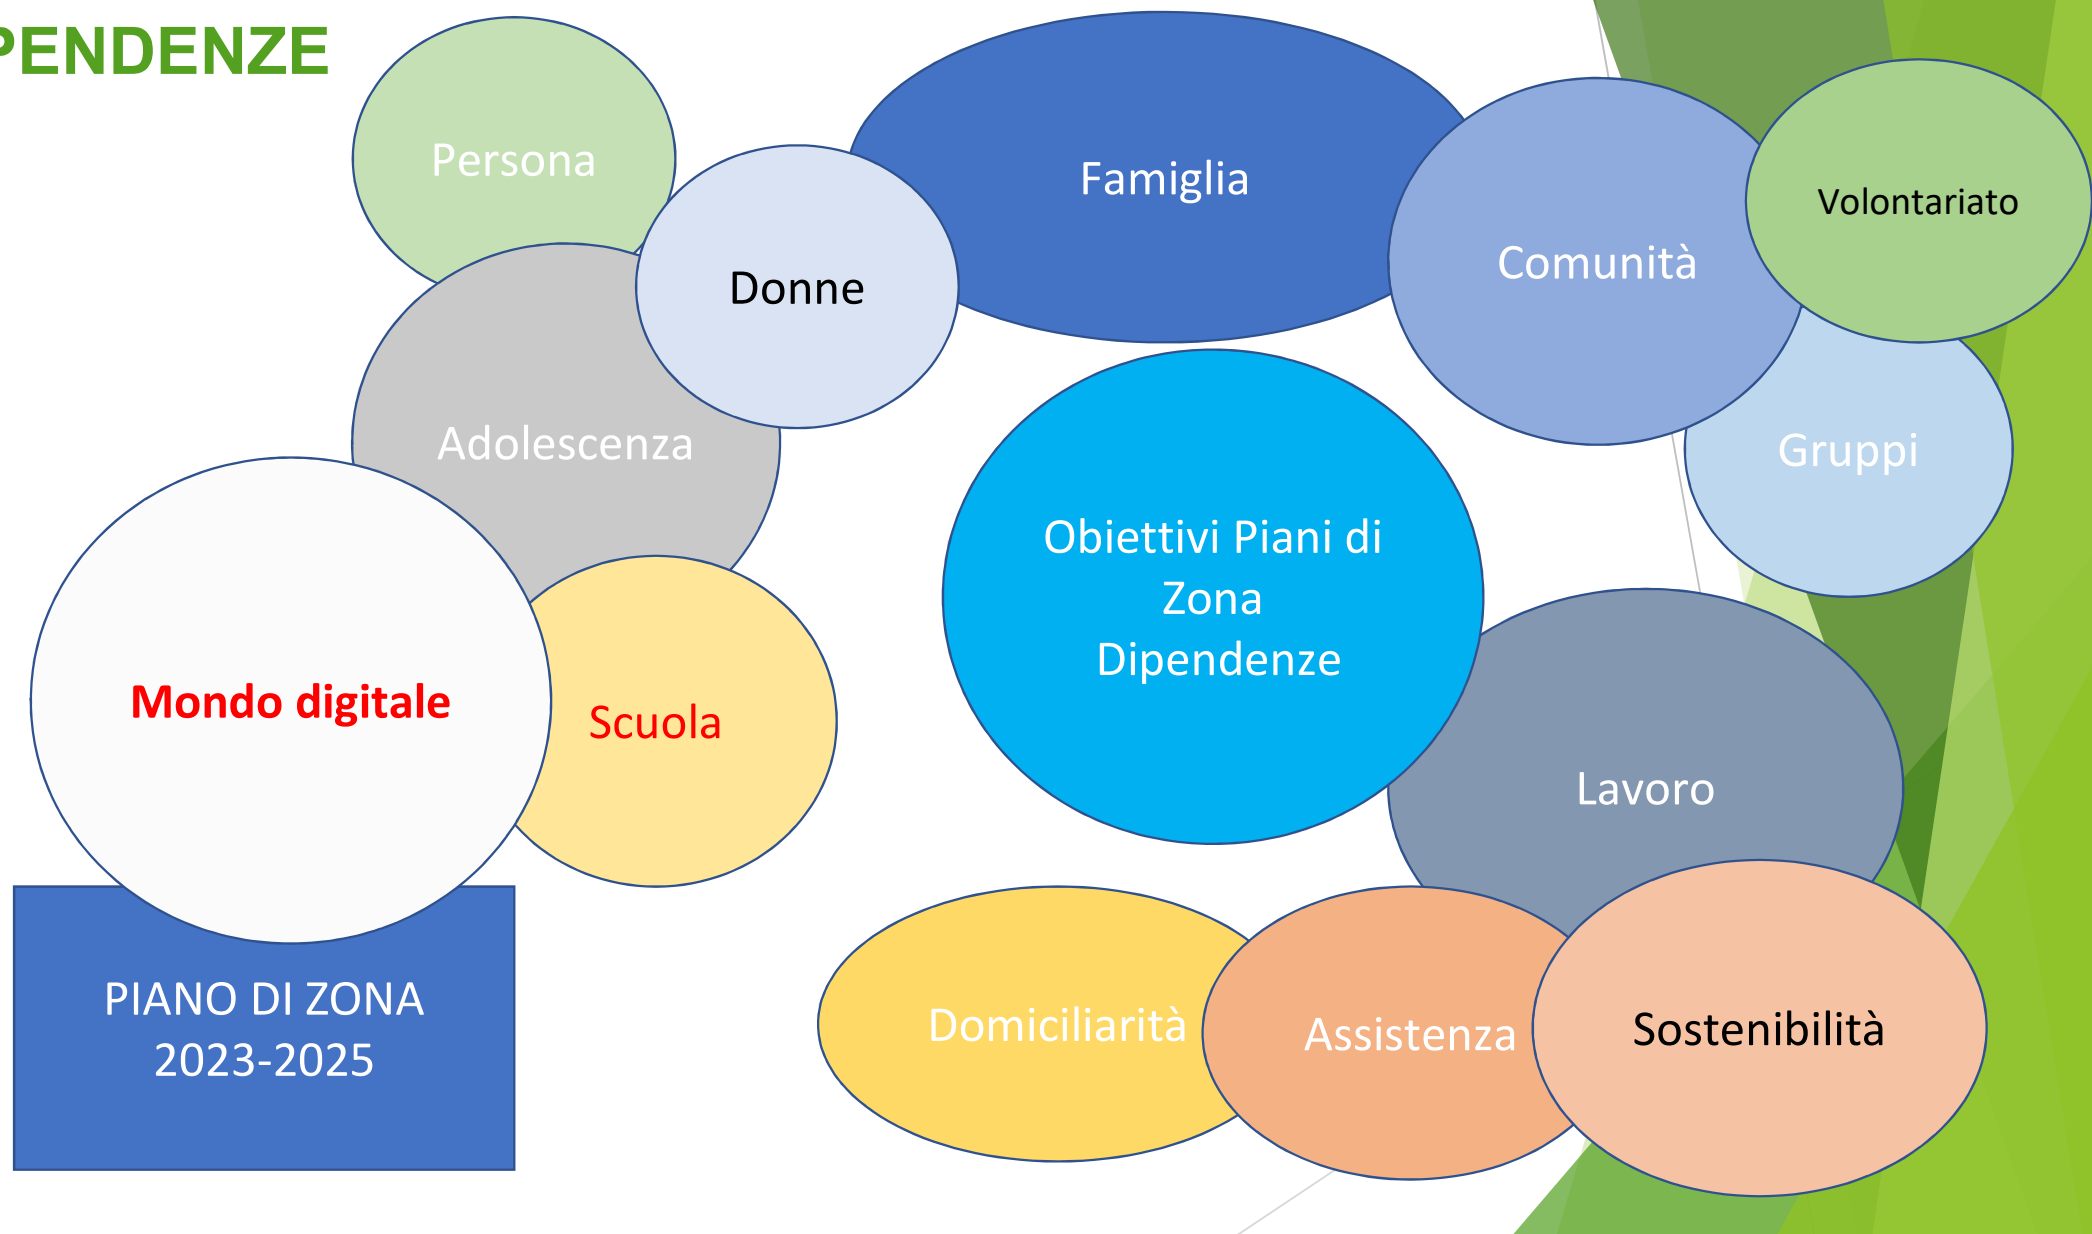 PENDENZE
Persona
Famiglia
Volontariato
Comunità
Donne
Adolescenza
Gruppi
Obiettivi Piani di
Zona
Dipendenze
Mondo digitale
Scuola
Lavoro
PIANO DI ZONA
2023-2025
Domiciliarità
Assistenza
Sostenibilità